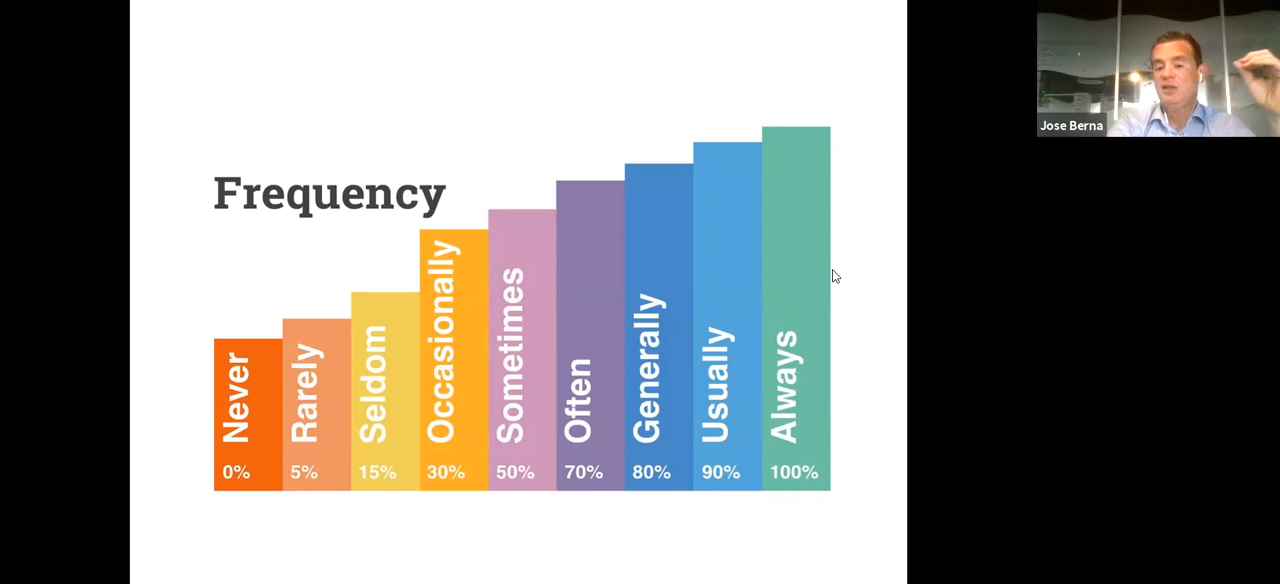 Jose Berna
Frequency
Never
Rarely
Seldom
Occasionally
Sometimes
Often
Generally
Usually
Always
0%
5%
15%
30%
50%
70%
80%
90%
100%